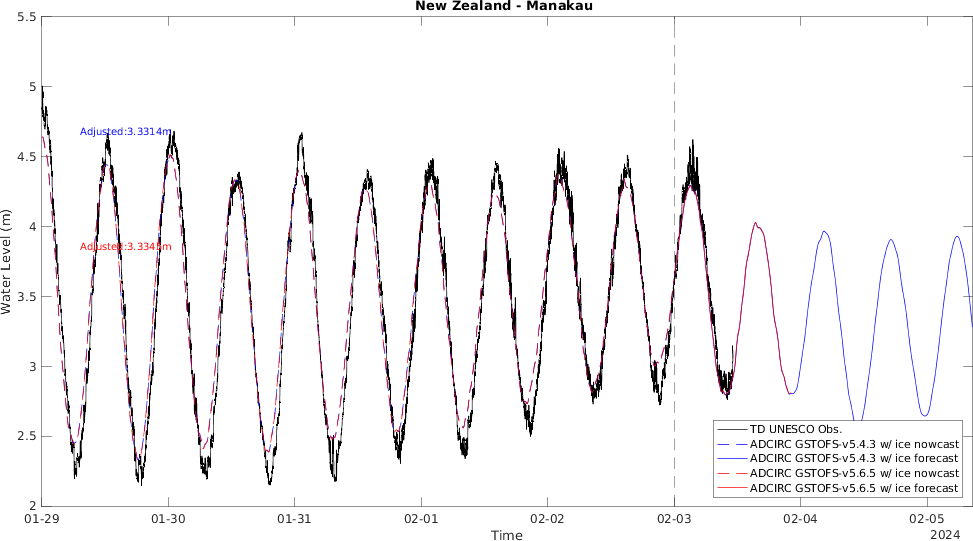 New Zealand - Manakau
5.5
5
4.5
4
3.5
3
2.5
2
Water Level (m)
Adjusted:3.3314m
Adjusted:3.3345m
TD UNESCO Obs.
ADCIRC GSTOFS-v5.4.3 w/ ice nowcast
ADCIRC GSTOFS-v5.4.3 w/ ice forecast
ADCIRC GSTOFS-v5.6.5 w/ ice nowcast
ADCIRC GSTOFS-v5.6.5 w/ ice forecast
01-29 01-30 01-31 02-01 02-02 02-03 02-04 02-05
Time
2024